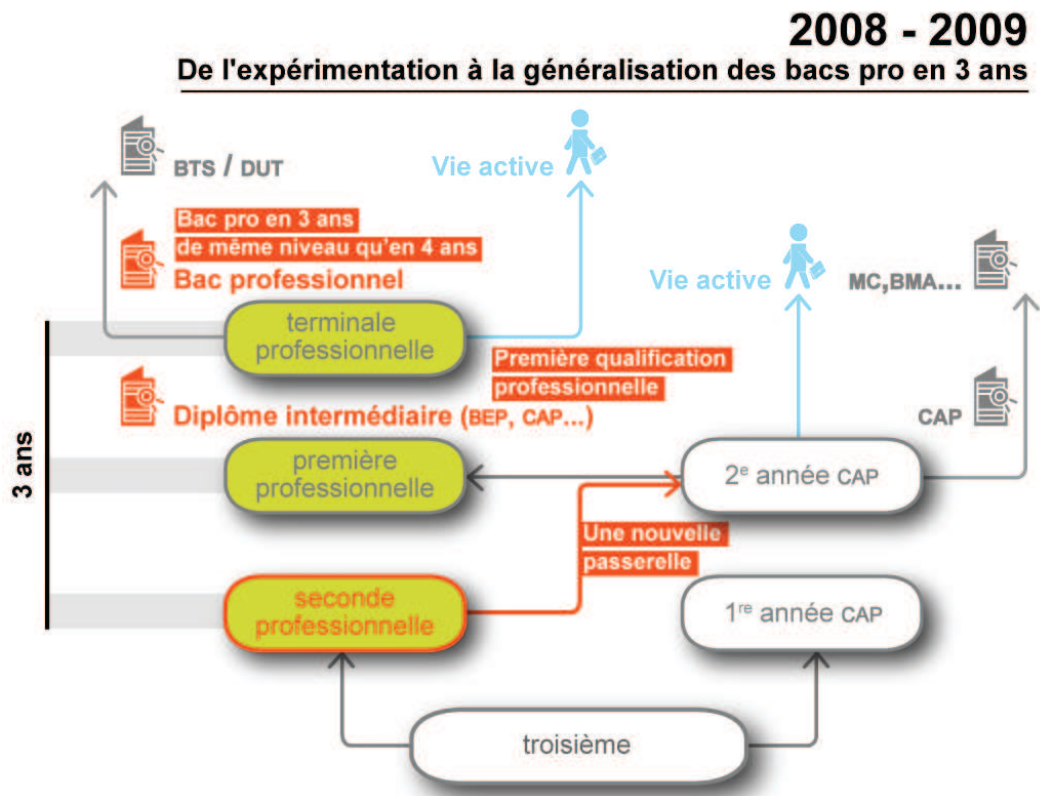 2008 - 2009
De l'expérimentation à la généralisation des bacs pro en 3 ans
BTS / DUT
Vie active
Bac pro en 3 ans
de même niveau qu'en 4 ans
Bac professionnel
Vie active
MC,BMA...
terminale
professionnelle
Première qualification
professionnelle
Diplôme intermédiaire (BEP, CAP...)
CAP
3 ans
première
professionnelle
2e année CAP
Une nouvelle
passerelle
seconde
professionnelle
1re année CAP
troisième